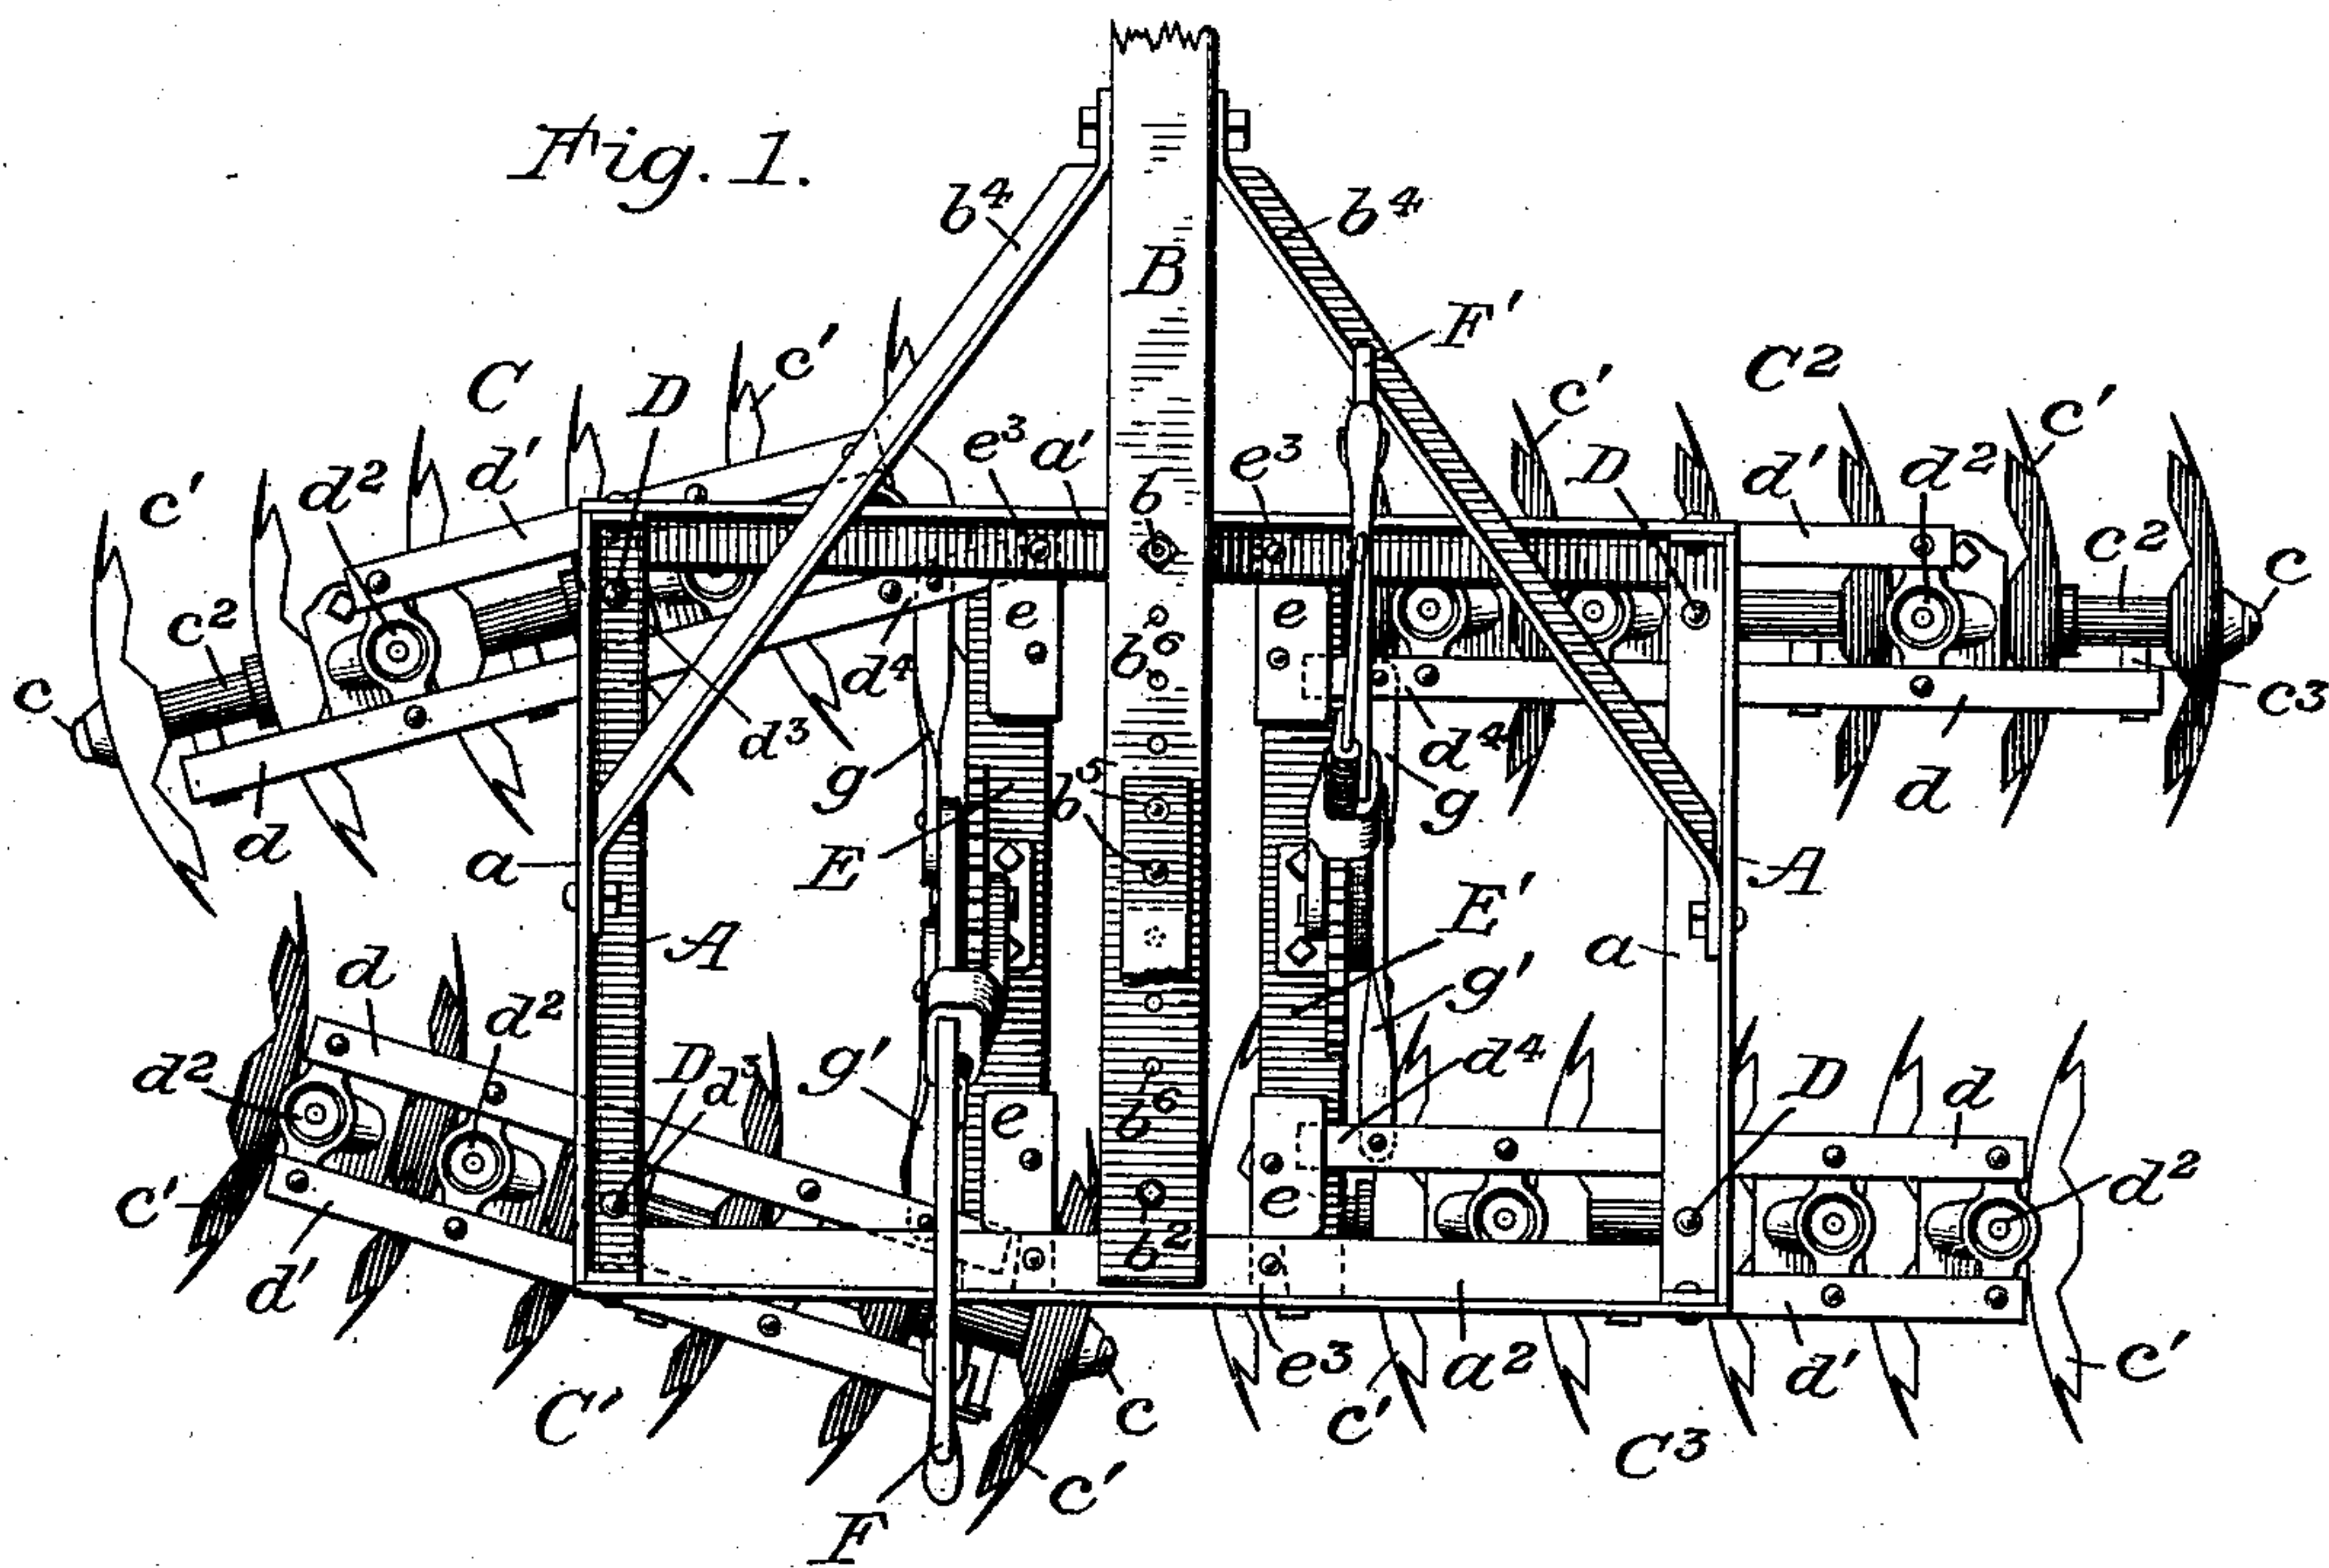 Fig. 1.
b⁴ b⁴
B
F'
C D c' c' C² c'
c' d² d' e³ a' e³ D d' d²
b
c² e e c² c
b⁶
c d⁴ c³
d³ d⁴
g g d
d b⁵
a E A
E'
A a
d d² g'
d² D d³ g' d⁴ D d
b⁶
e
c' e d²
d' b²
e³ a² d' c'
C' c c' C³
c'
F